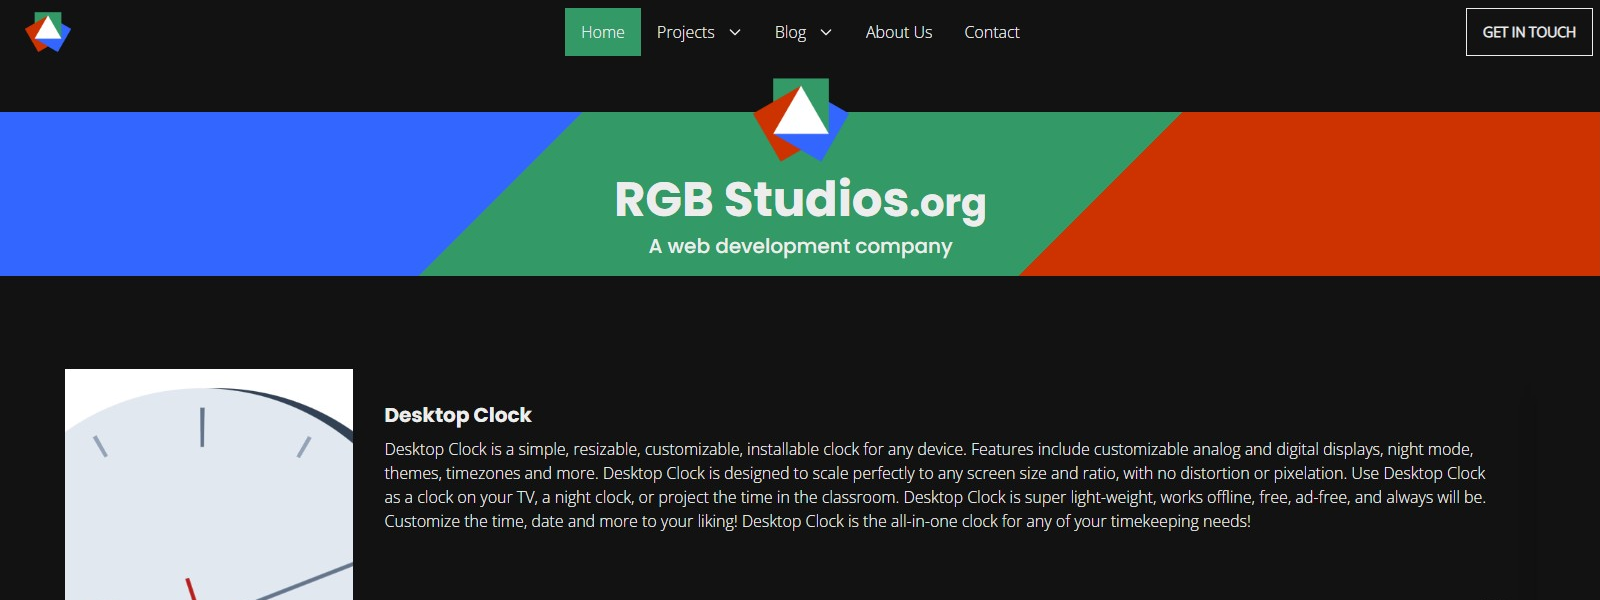 Home Projects Blog About Us Contact GET IN TOUCH
RGB Studios.org
A web development company
Desktop Clock
Desktop Clock is a simple, resizable, customizable, installable clock for any device. Features include customizable analog and digital displays, night mode,
themes, timezones and more. Desktop Clock is designed to scale perfectly to any screen size and ratio, with no distortion or pixelation. Use Desktop Clock
as a clock on your TV, a night clock, or project the time in the classroom. Desktop Clock is super light-weight, works offline, free, ad-free, and always will be.
Customize the time, date and more to your liking! Desktop Clock is the all-in-one clock for any of your timekeeping needs!